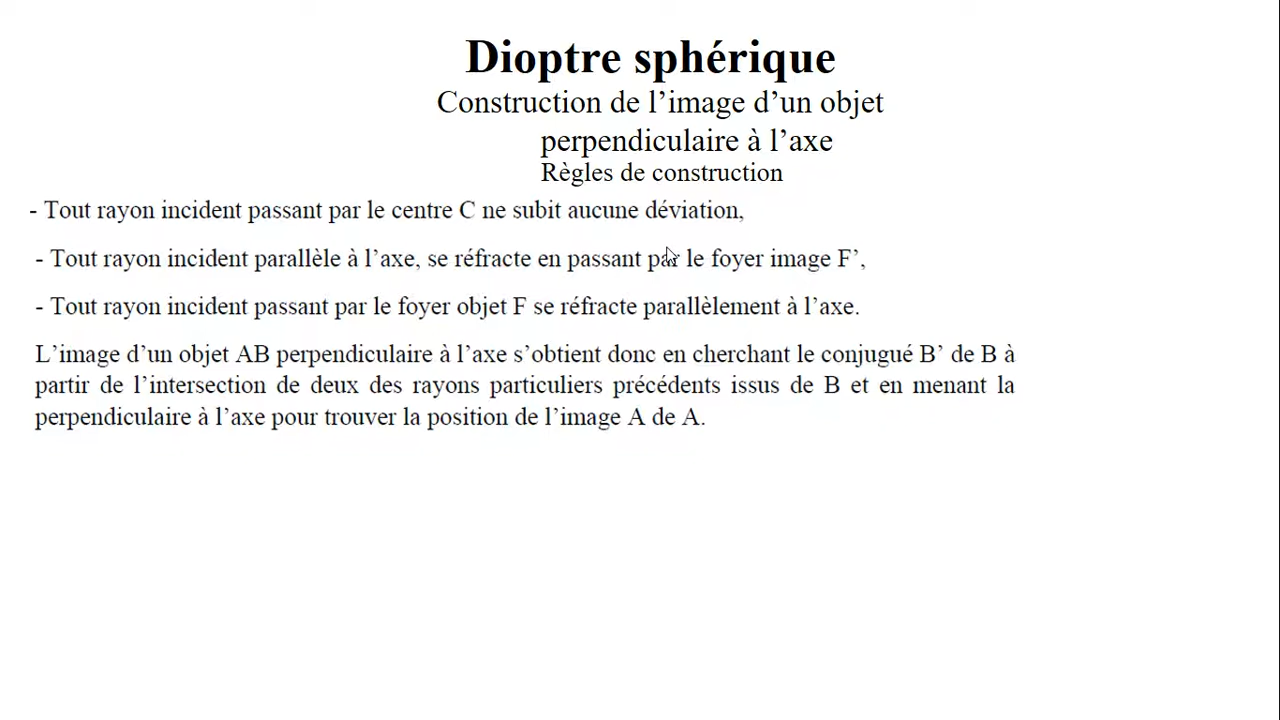 Dioptre sphérique
Construction de l’image d’un objet
perpendiculaire à l’axe
Règles de construction
- Tout rayon incident passant par le centre C ne subit aucune déviation,
- Tout rayon incident parallèle à l’axe, se réfracte en passant par le foyer image F’,
- Tout rayon incident passant par le foyer objet F se réfracte parallèlement à l’axe.
L’image d’un objet AB perpendiculaire à l’axe s’obtient donc en cherchant le conjugué B’ de B à
partir de l’intersection de deux des rayons particuliers précédents issus de B et en menant la
perpendiculaire à l’axe pour trouver la position de l’image A de A.